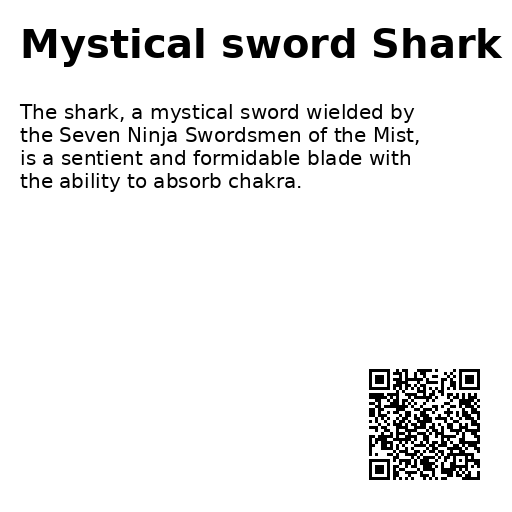 Mystical sword Shark
The shark, a mystical sword wielded by
the Seven Ninja Swordsmen of the Mist,
is a sentient and formidable blade with
the ability to absorb chakra.